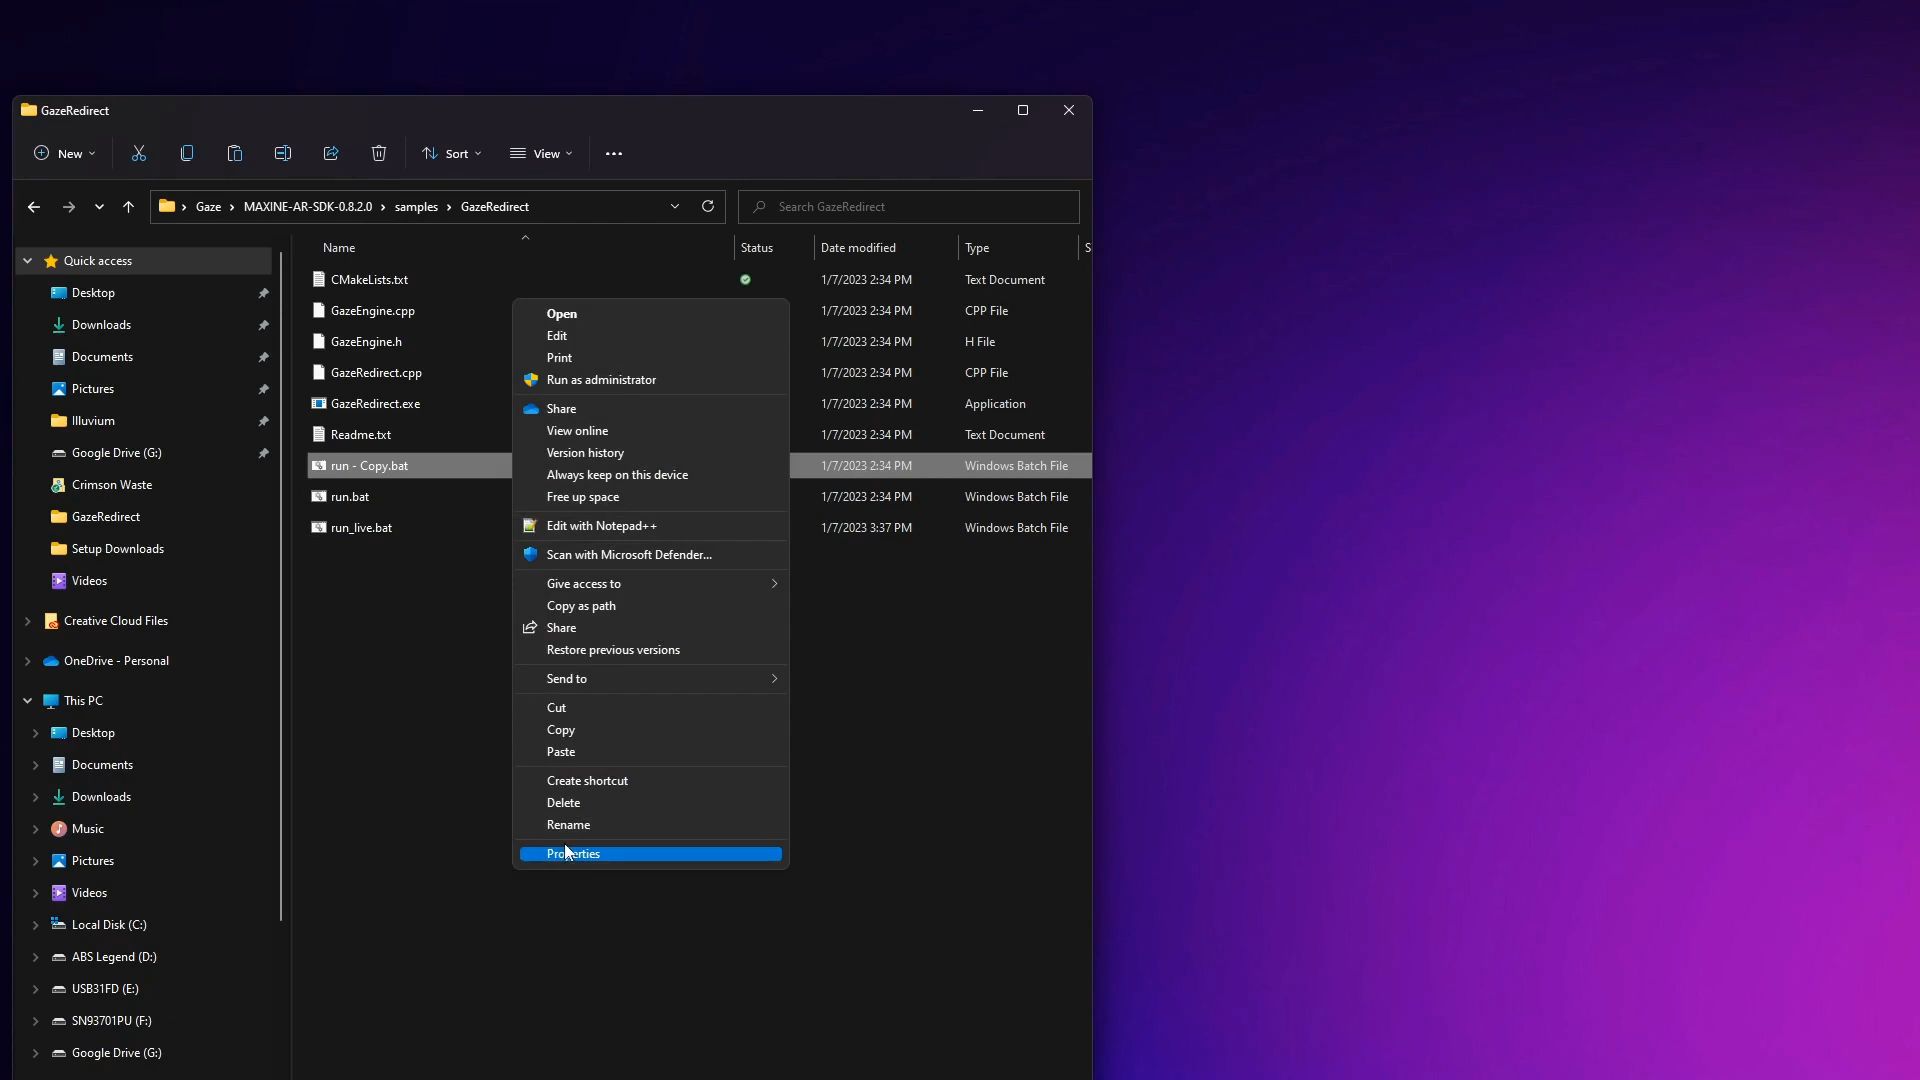 GazeRedirect
New
Sort
View
Gaze > MAXINE-AR-SDK-0.8.2.0 > samples > GazeRedirect
Search GazeRedirect
Name Status Date modified Type S
Quick access
Desktop
Downloads
Documents
Pictures
Illuvium
Google Drive (G:)
Crimson Waste
GazeRedirect
Setup Downloads
Videos
Creative Cloud Files
OneDrive - Personal
This PC
Desktop
Documents
Downloads
Music
Pictures
Videos
Local Disk (C:)
ABS Legend (D:)
USB31FD (E:)
SN93701PU (F:)
Google Drive (G:)
CMakeLists.txt 1/7/2023 2:34 PM Text Document
GazeEngine.cpp 1/7/2023 2:34 PM CPP File
GazeEngine.h 1/7/2023 2:34 PM H File
GazeRedirect.cpp 1/7/2023 2:34 PM CPP File
GazeRedirect.exe 1/7/2023 2:34 PM Application
Readme.txt 1/7/2023 2:34 PM Text Document
run - Copy.bat 1/7/2023 2:34 PM Windows Batch File
run.bat 1/7/2023 2:34 PM Windows Batch File
run_live.bat 1/7/2023 3:37 PM Windows Batch File
Open
Edit
Print
Run as administrator
Share
View online
Version history
Always keep on this device
Free up space
Edit with Notepad++
Scan with Microsoft Defender...
Give access to
Copy as path
Share
Restore previous versions
Send to
Cut
Copy
Paste
Create shortcut
Delete
Rename
Properties